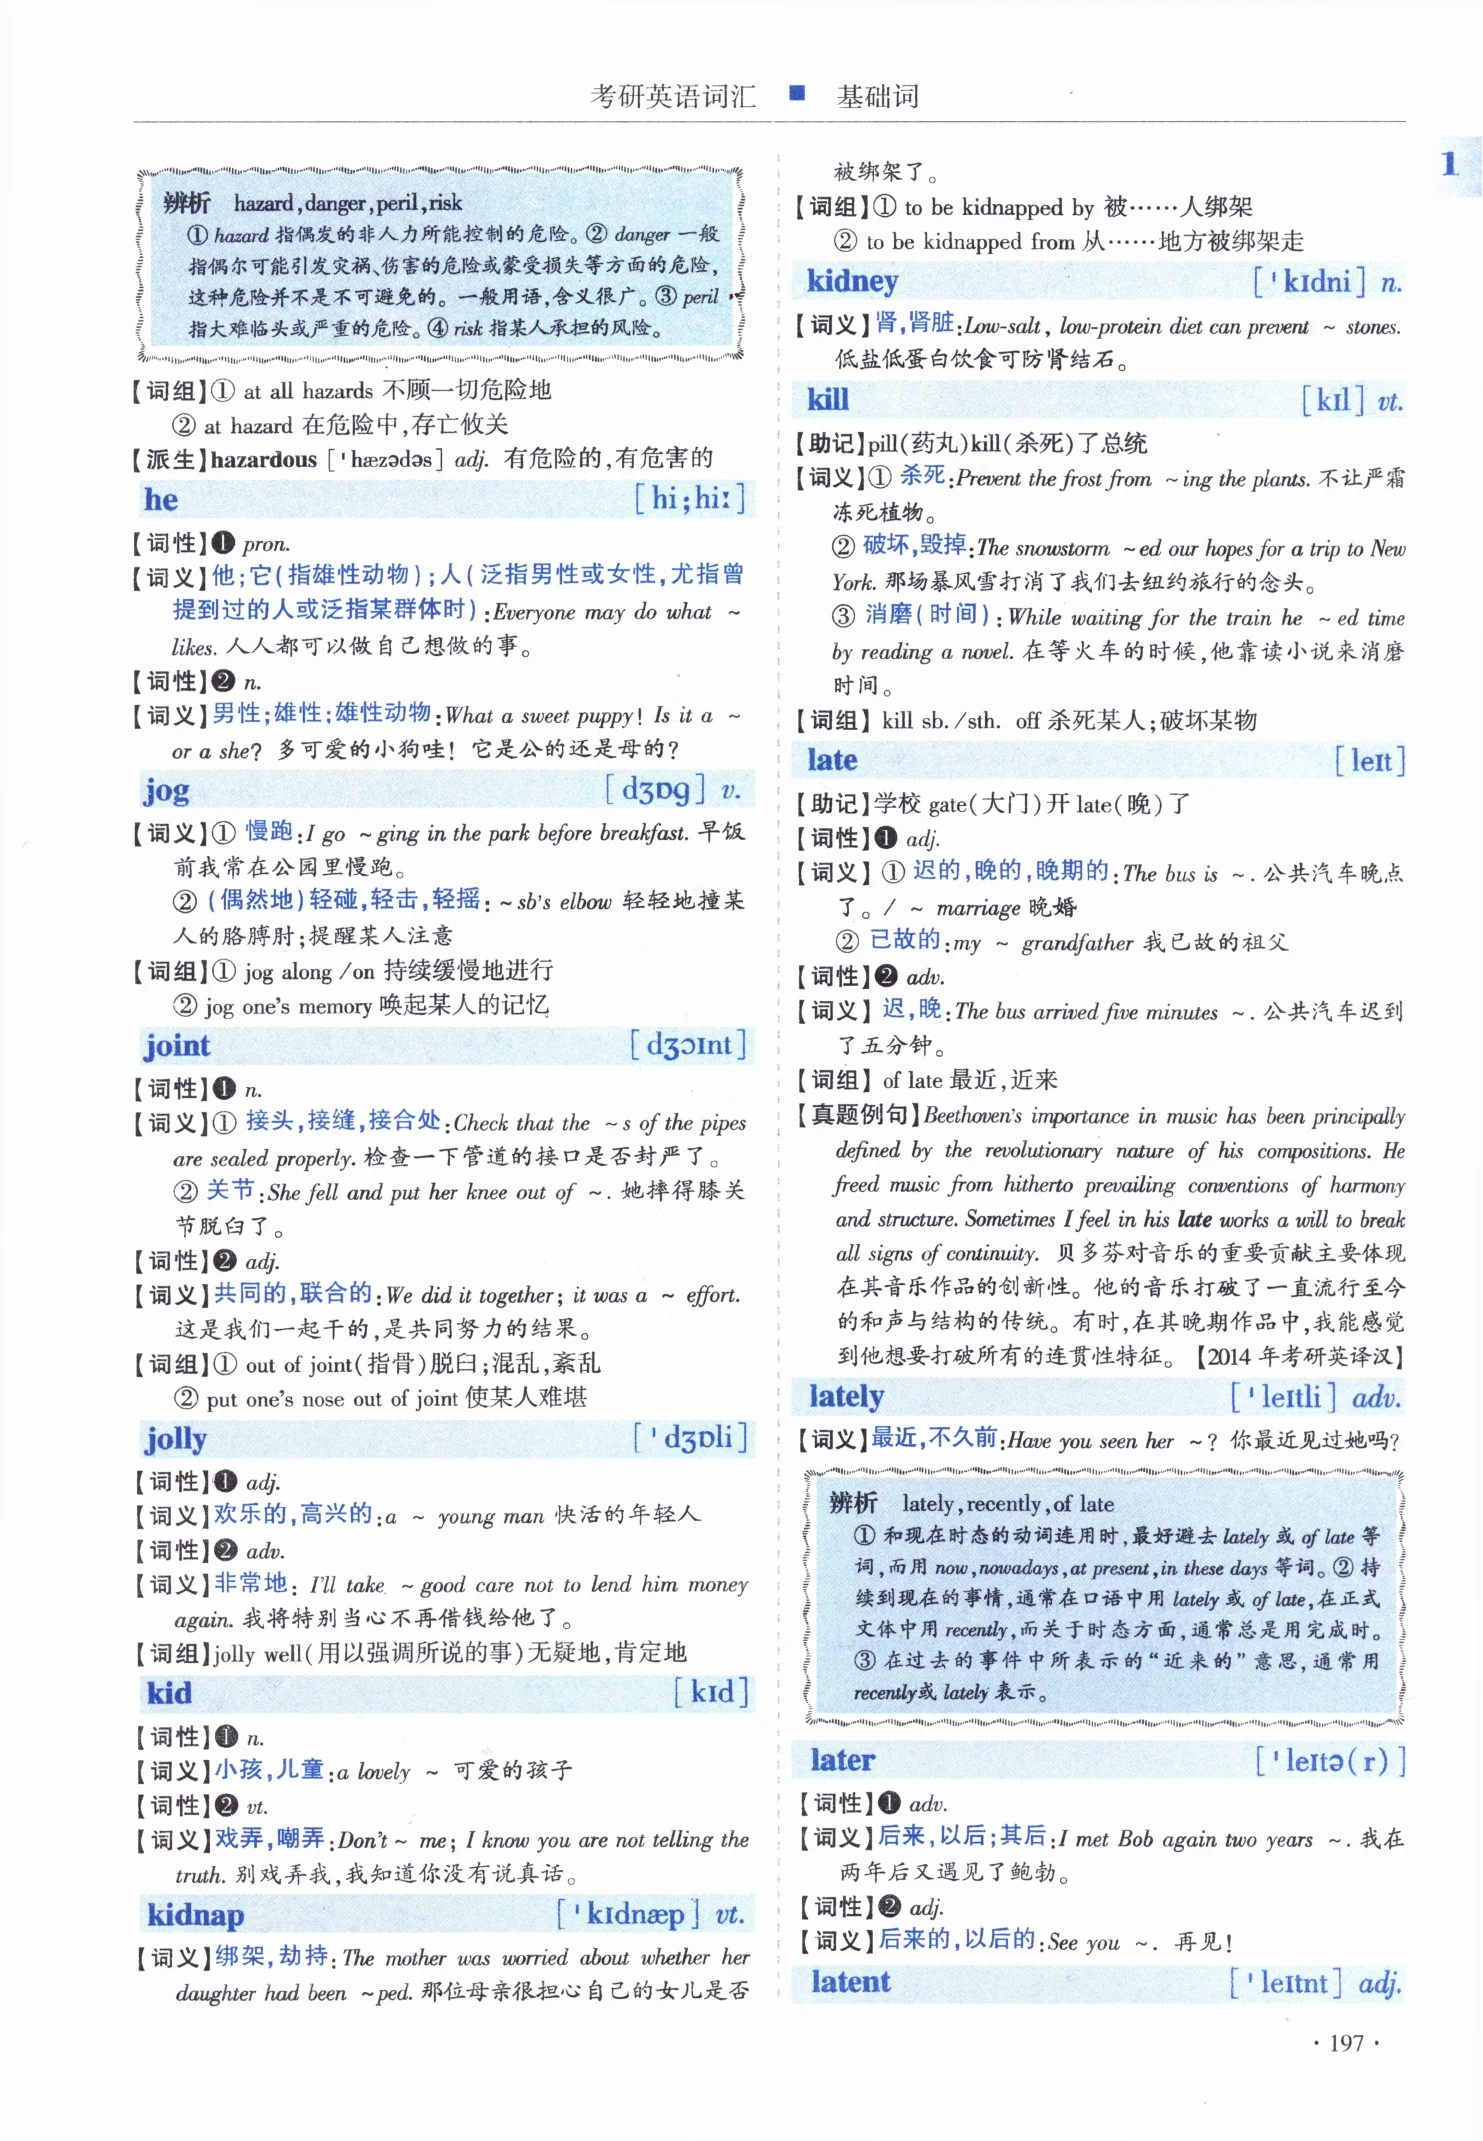 考研英语词汇 ■ 基础词
1
辨析 hazard,danger,peril,risk
① hazard 指偶发的非人力所能控制的危险。② danger 一般
指偶尔可能引发灾祸、伤害的危险或蒙受损失等方面的危险,
这种危险并不是不可避免的。一般用语,含义很广。③ peril
指大难临头或严重的危险。④ risk 指某人承担的风险。
【词组】① at all hazards 不顾一切危险地
② at hazard 在危险中,存亡攸关
【派生】hazardous [ˈhæzədəs] adj. 有危险的,有危害的
he [hi;hiː]
【词性】❶ pron.
【词义】他;它(指雄性动物);人(泛指男性或女性,尤指曾
提到过的人或泛指某群体时):Everyone may do what ~
likes. 人人都可以做自己想做的事。
【词性】❷ n.
【词义】男性;雄性;雄性动物:What a sweet puppy! Is it a ~
or a she? 多可爱的小狗哇! 它是公的还是母的?
jog [dʒɒg] v.
【词义】① 慢跑:I go ~ging in the park before breakfast. 早饭
前我常在公园里慢跑。
② (偶然地)轻碰,轻击,轻摇: ~sb's elbow 轻轻地撞某
人的胳膊肘;提醒某人注意
【词组】① jog along /on 持续缓慢地进行
② jog one's memory 唤起某人的记忆
joint [dʒɔɪnt]
【词性】❶ n.
【词义】① 接头,接缝,接合处:Check that the ~s of the pipes
are sealed properly. 检查一下管道的接口是否封严了。
② 关节:She fell and put her knee out of ~. 她摔得膝关
节脱臼了。
【词性】❷ adj.
【词义】共同的,联合的:We did it together; it was a ~ effort.
这是我们一起干的,是共同努力的结果。
【词组】① out of joint(指骨)脱臼;混乱,紊乱
② put one's nose out of joint 使某人难堪
jolly [ˈdʒɒli]
【词性】❶ adj.
【词义】欢乐的,高兴的:a ~ young man 快活的年轻人
【词性】❷ adv.
【词义】非常地: I'll take ~good care not to lend him money
again. 我将特别当心不再借钱给他了。
【词组】jolly well(用以强调所说的事)无疑地,肯定地
kid [kɪd]
【词性】❶ n.
【词义】小孩,儿童:a lovely ~ 可爱的孩子
【词性】❷ vt.
【词义】戏弄,嘲弄:Don't ~ me; I know you are not telling the
truth. 别戏弄我,我知道你没有说真话。
kidnap [ˈkɪdnæp] vt.
【词义】绑架,劫持: The mother was worried about whether her
daughter had been ~ped. 那位母亲很担心自己的女儿是否
被绑架了。
【词组】① to be kidnapped by 被……人绑架
② to be kidnapped from 从……地方被绑架走
kidney [ˈkɪdni] n.
【词义】肾,肾脏:Low-salt, low-protein diet can prevent ~ stones.
低盐低蛋白饮食可防肾结石。
kill [kɪl] vt.
【助记】pill(药丸)kill(杀死)了总统
【词义】① 杀死:Prevent the frost from ~ing the plants. 不让严霜
冻死植物。
② 破坏,毁掉:The snowstorm ~ed our hopes for a trip to New
York. 那场暴风雪打消了我们去纽约旅行的念头。
③ 消磨(时间): While waiting for the train he ~ed time
by reading a novel. 在等火车的时候,他靠读小说来消磨
时间。
【词组】 kill sb. /sth. off 杀死某人;破坏某物
late [leɪt]
【助记】学校 gate(大门)开 late(晚)了
【词性】❶ adj.
【词义】 ① 迟的,晚的,晚期的:The bus is ~. 公共汽车晚点
了。/ ~ marriage 晚婚
② 已故的:my ~ grandfather 我已故的祖父
【词性】❷ adv.
【词义】 迟,晚:The bus arrived five minutes ~. 公共汽车迟到
了五分钟。
【词组】 of late 最近,近来
【真题例句】Beethoven's importance in music has been principally
defined by the revolutionary nature of his compositions. He
freed music from hitherto prevailing conventions of harmony
and structure. Sometimes I feel in his late works a will to break
all signs of continuity. 贝多芬对音乐的重要贡献主要体现
在其音乐作品的创新性。他的音乐打破了一直流行至今
的和声与结构的传统。有时,在其晚期作品中,我能感觉
到他想要打破所有的连贯性特征。【2014 年考研英译汉】
lately [ˈleɪtli] adv.
【词义】最近,不久前:Have you seen her ~? 你最近见过她吗?
辨析 lately,recently,of late
① 和现在时态的动词连用时,最好避去 lately 或 of late 等
词,而用 now,nowadays,at present,in these days 等词。② 持
续到现在的事情,通常在口语中用 lately 或 of late,在正式
文体中用 recently,而关于时态方面,通常总是用完成时。
③ 在过去的事件中所表示的“近来的”意思,通常用
recently或 lately 表示。
later [ˈleɪtə(r)]
【词性】❶ adv.
【词义】后来,以后;其后:I met Bob again two years ~. 我在
两年后又遇见了鲍勃。
【词性】❷ adj.
【词义】后来的,以后的:See you ~. 再见!
latent [ˈleɪtnt] adj.
· 197 ·